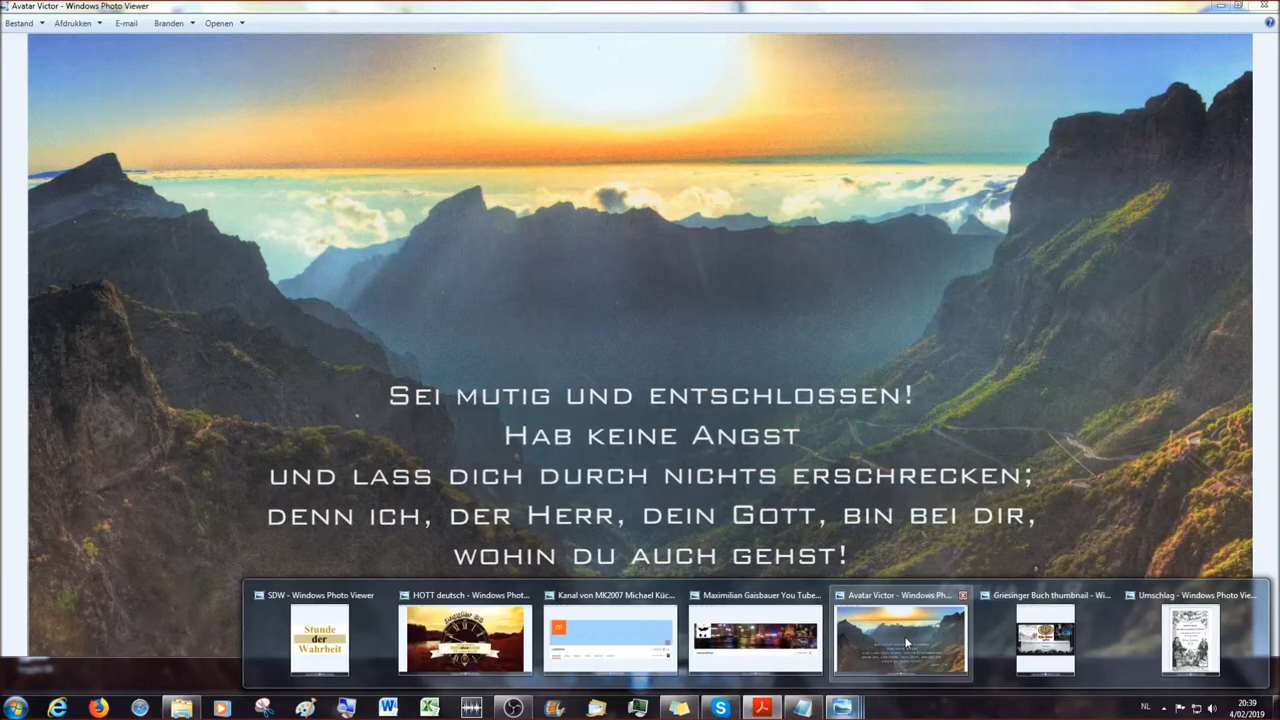 Avatar Victor - Windows Photo Viewer
Bestand Afdrukken E-mail Branden Openen
Sei mutig und entschlossen!
Hab keine Angst
und lass dich durch nichts erschrecken;
denn ich, der Herr, dein Gott, bin bei dir,
wohin du auch gehst!
SDW - Windows Photo Viewer
HOTT deutsch - Windows Phot...
Kanal von MK2007 Michael Küc...
Maximilian Gaisbauer You Tube...
Avatar Victor - Windows Ph...
Griesinger Buch thumbnail - Wi...
Umschlag - Windows Photo Vie...
Stunde
der
Wahrheit
NL
20:39
4/02/2019